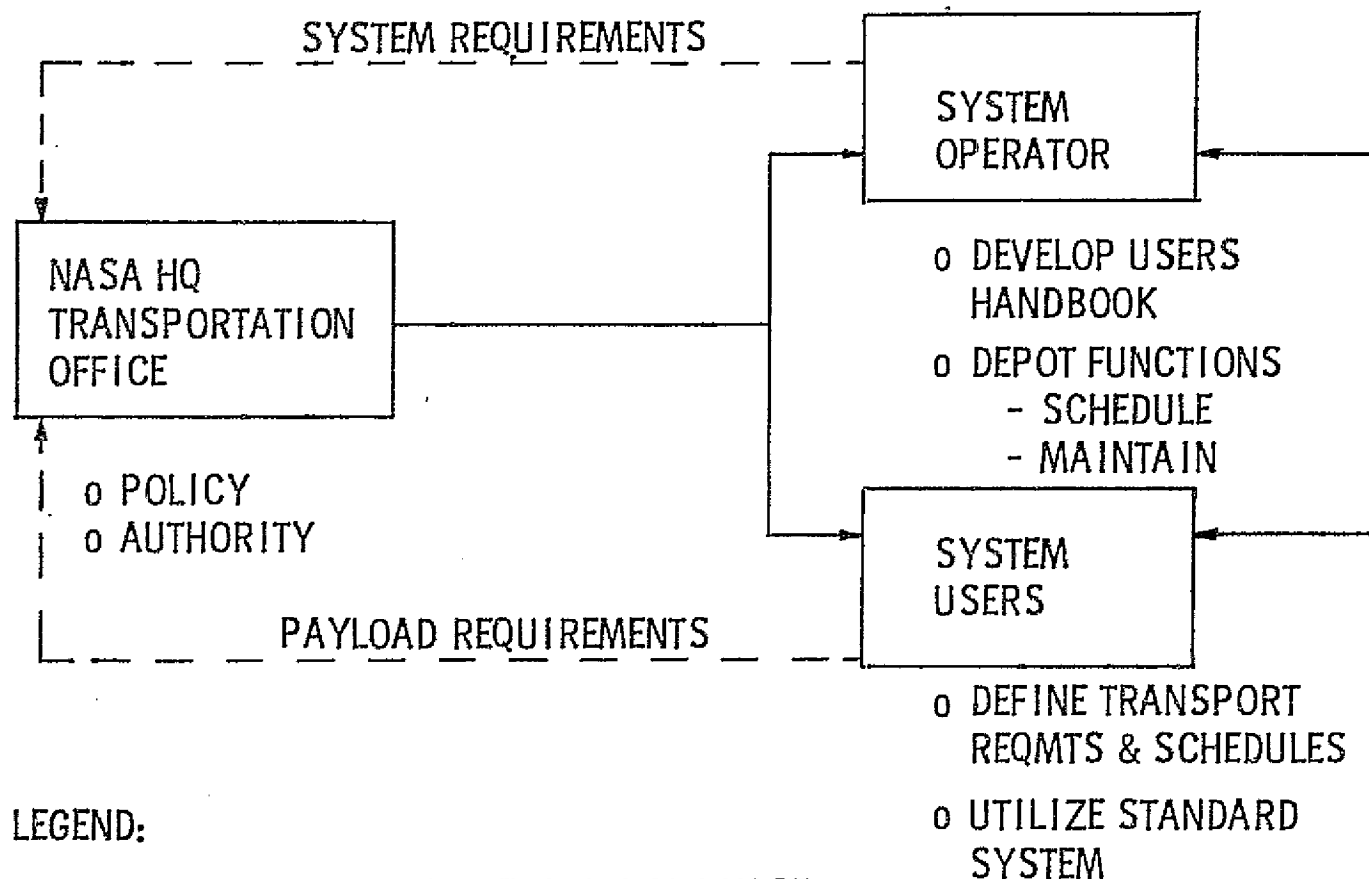 SYSTEM REQUIREMENTS
SYSTEM
OPERATOR
NASA HQ
TRANSPORTATION
OFFICE
o DEVELOP USERS
HANDBOOK
o DEPOT FUNCTIONS
- SCHEDULE
- MAINTAIN
o POLICY
o AUTHORITY
SYSTEM
USERS
PAYLOAD REQUIREMENTS
o DEFINE TRANSPORT
REQMTS & SCHEDULES
LEGEND:
o UTILIZE STANDARD
SYSTEM